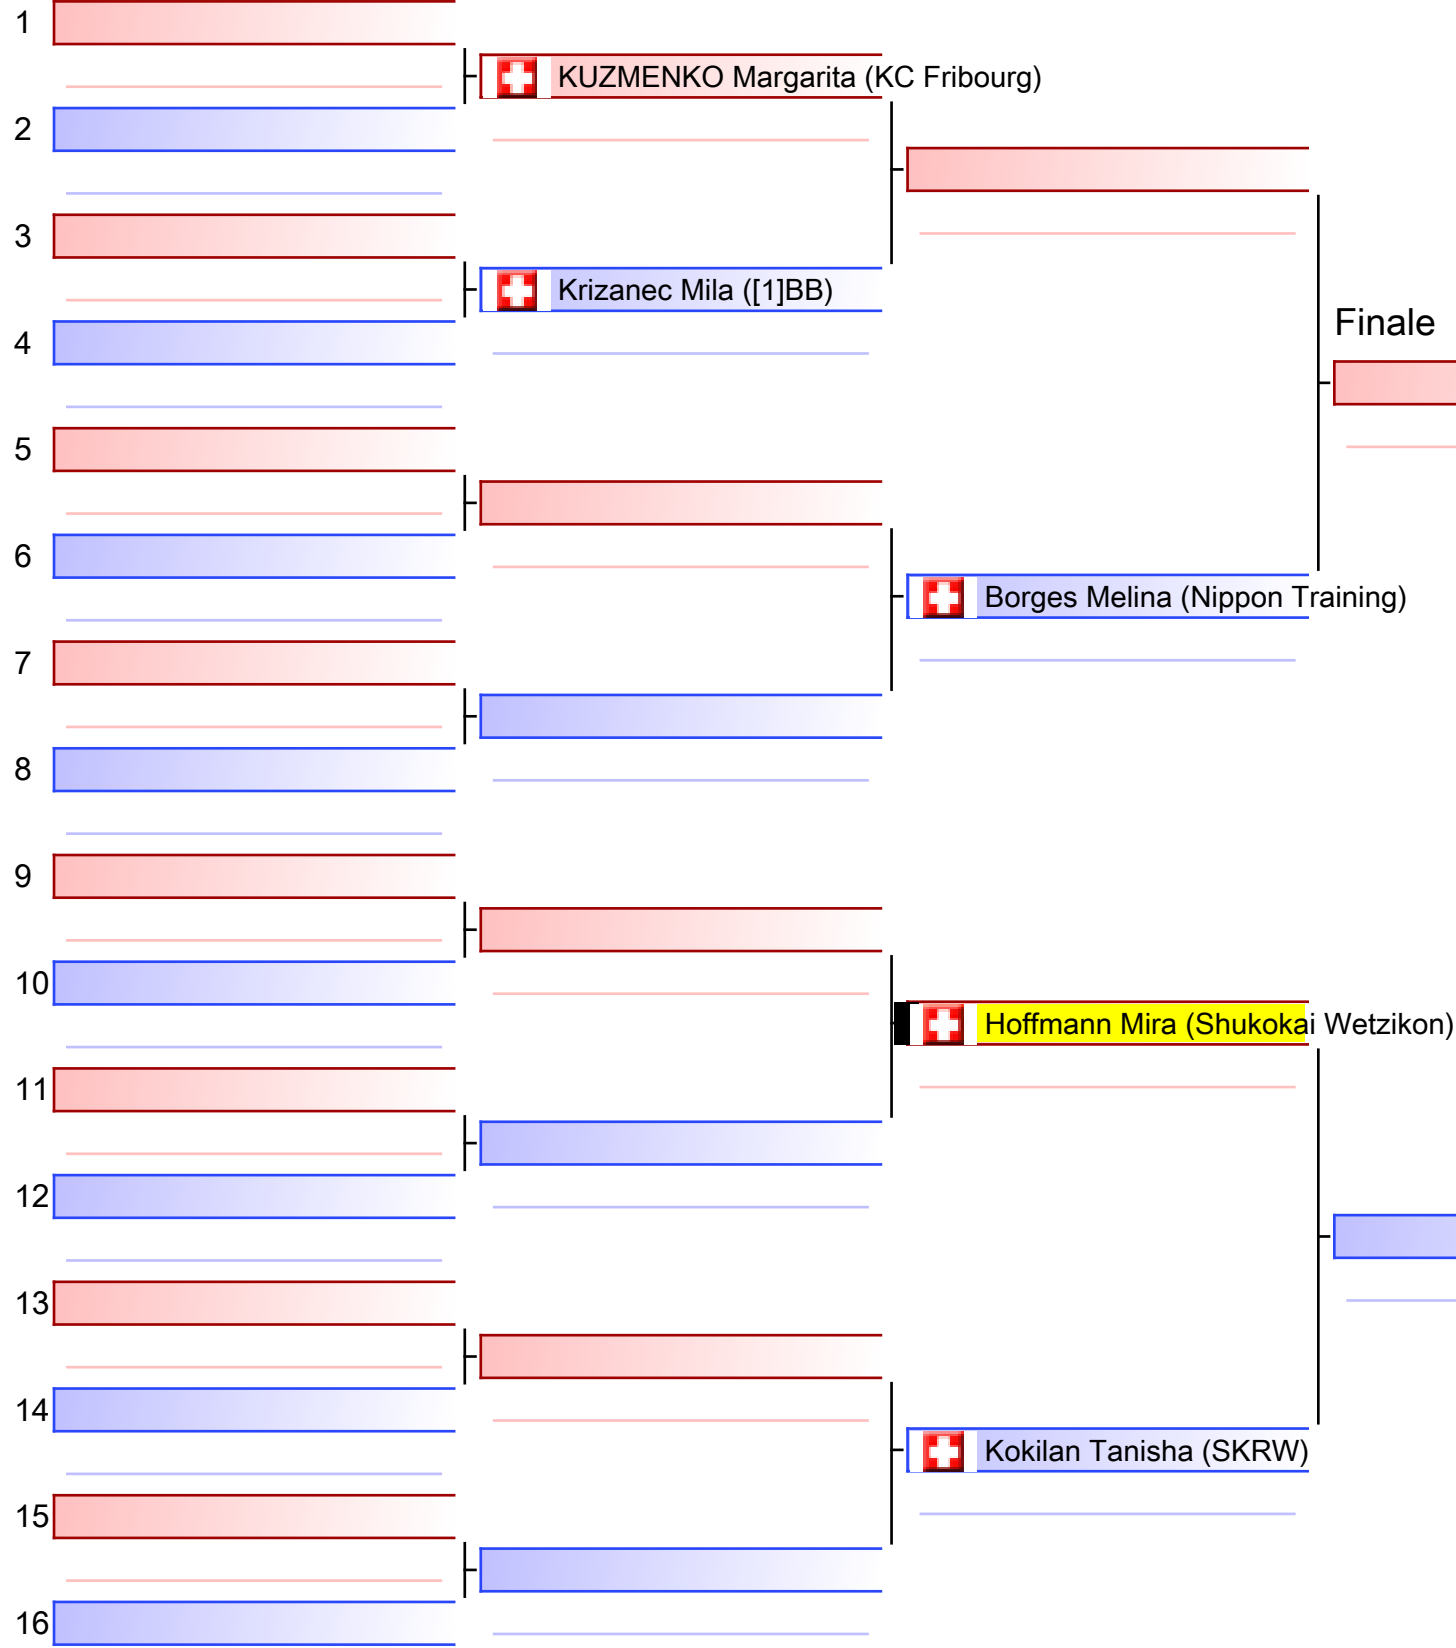 1
KUZMENKO Margarita (KC Fribourg)
2
3
Krizanec Mila ([1]BB)
4
Finale
5
6
Borges Melina (Nippon Training)
7
8
9
10
Hoffmann Mira (Shukokai Wetzikon)
11
12
13
14
Kokilan Tanisha (SKRW)
15
16